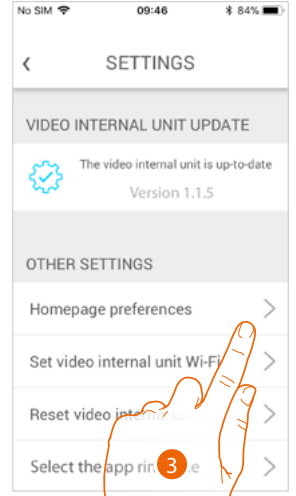 No SIM 09:46 84%
SETTINGS
VIDEO INTERNAL UNIT UPDATE
The video internal unit is up-to-date
Version 1.1.5
OTHER SETTINGS
Homepage preferences
Set video internal unit Wi-Fi
Reset video
Select the app
3